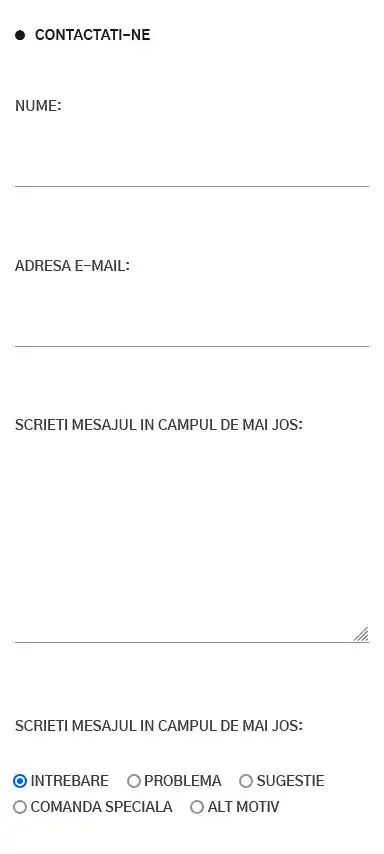 CONTACTATI-NE
NUME:
ADRESA E-MAIL:
SCRIETI MESAJUL IN CAMPUL DE MAI JOS:
SCRIETI MESAJUL IN CAMPUL DE MAI JOS:
INTREBARE PROBLEMA SUGESTIE
COMANDA SPECIALA ALT MOTIV